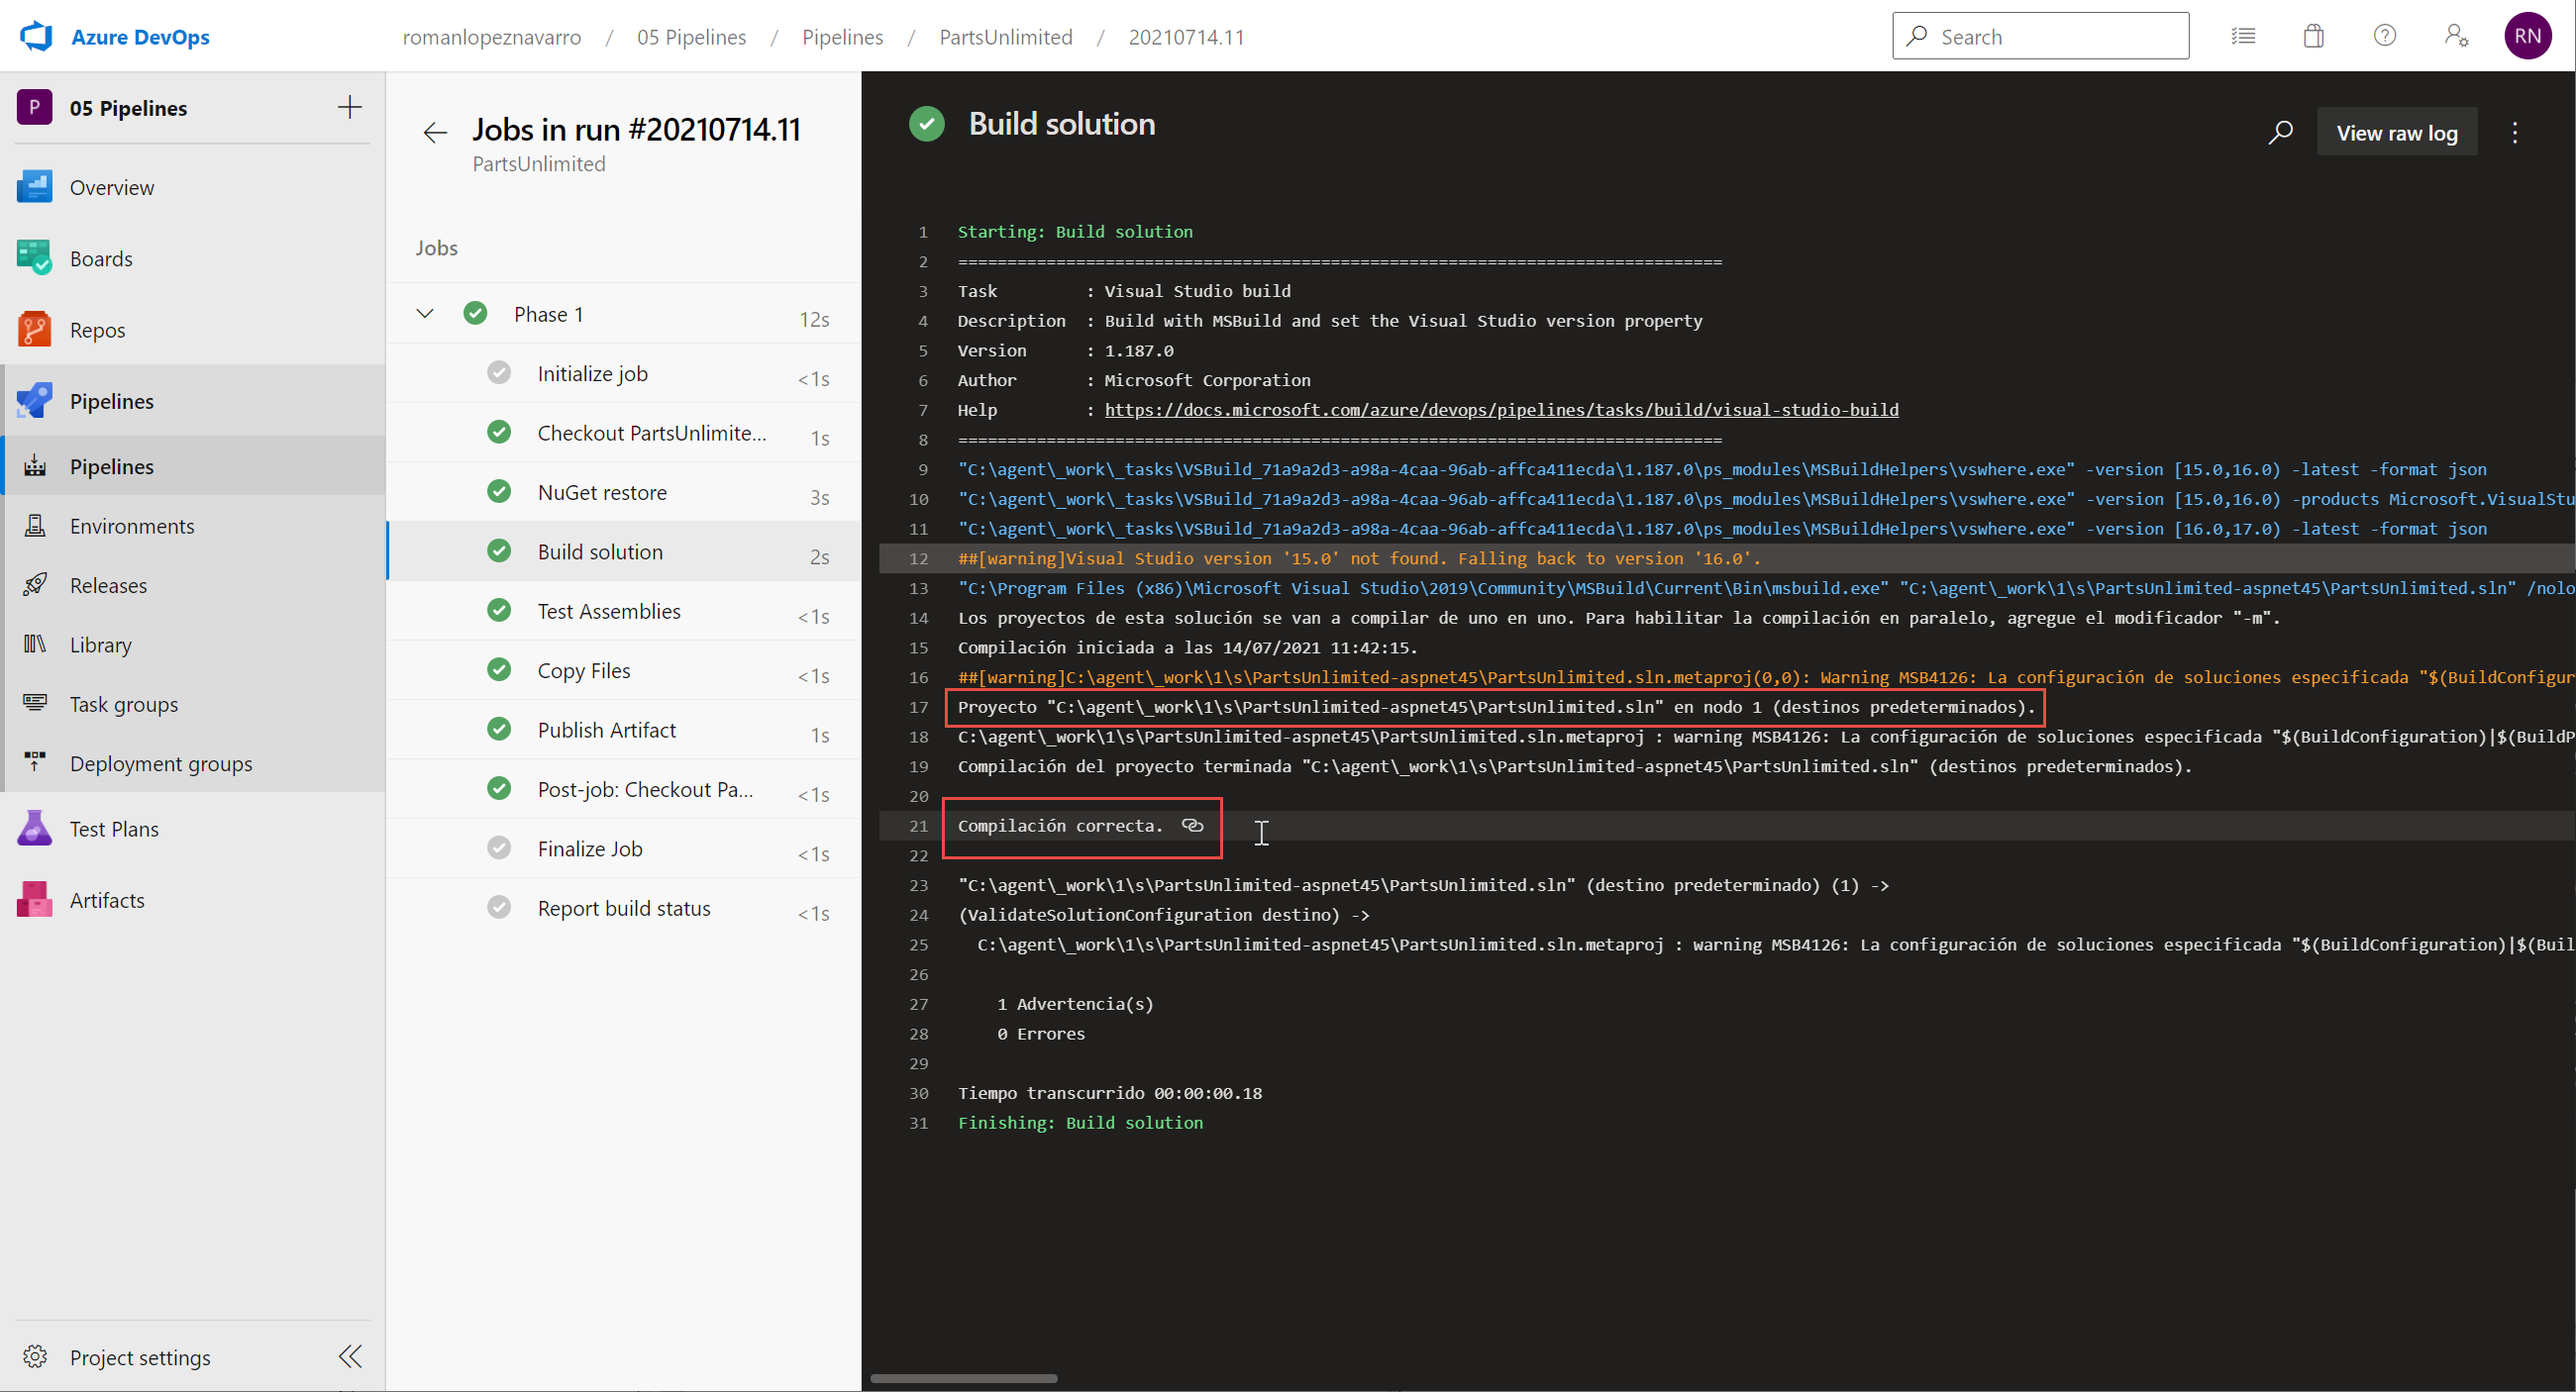 Azure DevOps
romanlopeznavarro / 05 Pipelines / Pipelines / PartsUnlimited / 20210714.11
Search
RN
P 05 Pipelines
Overview
Boards
Repos
Pipelines
Pipelines
Environments
Releases
Library
Task groups
Deployment groups
Test Plans
Artifacts
Project settings
Jobs in run #20210714.11
PartsUnlimited
Jobs
Phase 1 12s
Initialize job <1s
Checkout PartsUnlimite... 1s
NuGet restore 3s
Build solution 2s
Test Assemblies <1s
Copy Files <1s
Publish Artifact 1s
Post-job: Checkout Pa... <1s
Finalize Job <1s
Report build status <1s
Build solution
View raw log
1 Starting: Build solution
2 ==============================================================================
3 Task : Visual Studio build
4 Description : Build with MSBuild and set the Visual Studio version property
5 Version : 1.187.0
6 Author : Microsoft Corporation
7 Help : https://docs.microsoft.com/azure/devops/pipelines/tasks/build/visual-studio-build
8 ==============================================================================
9 "C:\agent\_work\_tasks\VSBuild_71a9a2d3-a98a-4caa-96ab-affca411ecda\1.187.0\ps_modules\MSBuildHelpers\vswhere.exe" -version [15.0,16.0) -latest -format json
10 "C:\agent\_work\_tasks\VSBuild_71a9a2d3-a98a-4caa-96ab-affca411ecda\1.187.0\ps_modules\MSBuildHelpers\vswhere.exe" -version [15.0,16.0) -products Microsoft.VisualStu
11 "C:\agent\_work\_tasks\VSBuild_71a9a2d3-a98a-4caa-96ab-affca411ecda\1.187.0\ps_modules\MSBuildHelpers\vswhere.exe" -version [16.0,17.0) -latest -format json
12 ##[warning]Visual Studio version '15.0' not found. Falling back to version '16.0'.
13 "C:\Program Files (x86)\Microsoft Visual Studio\2019\Community\MSBuild\Current\Bin\msbuild.exe" "C:\agent\_work\1\s\PartsUnlimited-aspnet45\PartsUnlimited.sln" /nolo
14 Los proyectos de esta solución se van a compilar de uno en uno. Para habilitar la compilación en paralelo, agregue el modificador "-m".
15 Compilación iniciada a las 14/07/2021 11:42:15.
16 ##[warning]C:\agent\_work\1\s\PartsUnlimited-aspnet45\PartsUnlimited.sln.metaproj(0,0): Warning MSB4126: La configuración de soluciones especificada "$(BuildConfigur
17 Proyecto "C:\agent\_work\1\s\PartsUnlimited-aspnet45\PartsUnlimited.sln" en nodo 1 (destinos predeterminados).
18 C:\agent\_work\1\s\PartsUnlimited-aspnet45\PartsUnlimited.sln.metaproj : warning MSB4126: La configuración de soluciones especificada "$(BuildConfiguration)|$(BuildP
19 Compilación del proyecto terminada "C:\agent\_work\1\s\PartsUnlimited-aspnet45\PartsUnlimited.sln" (destinos predeterminados).
20
21 Compilación correcta.
22
23 "C:\agent\_work\1\s\PartsUnlimited-aspnet45\PartsUnlimited.sln" (destino predeterminado) (1) ->
24 (ValidateSolutionConfiguration destino) ->
25 C:\agent\_work\1\s\PartsUnlimited-aspnet45\PartsUnlimited.sln.metaproj : warning MSB4126: La configuración de soluciones especificada "$(BuildConfiguration)|$(Buil
26
27 1 Advertencia(s)
28 0 Errores
29
30 Tiempo transcurrido 00:00:00.18
31 Finishing: Build solution